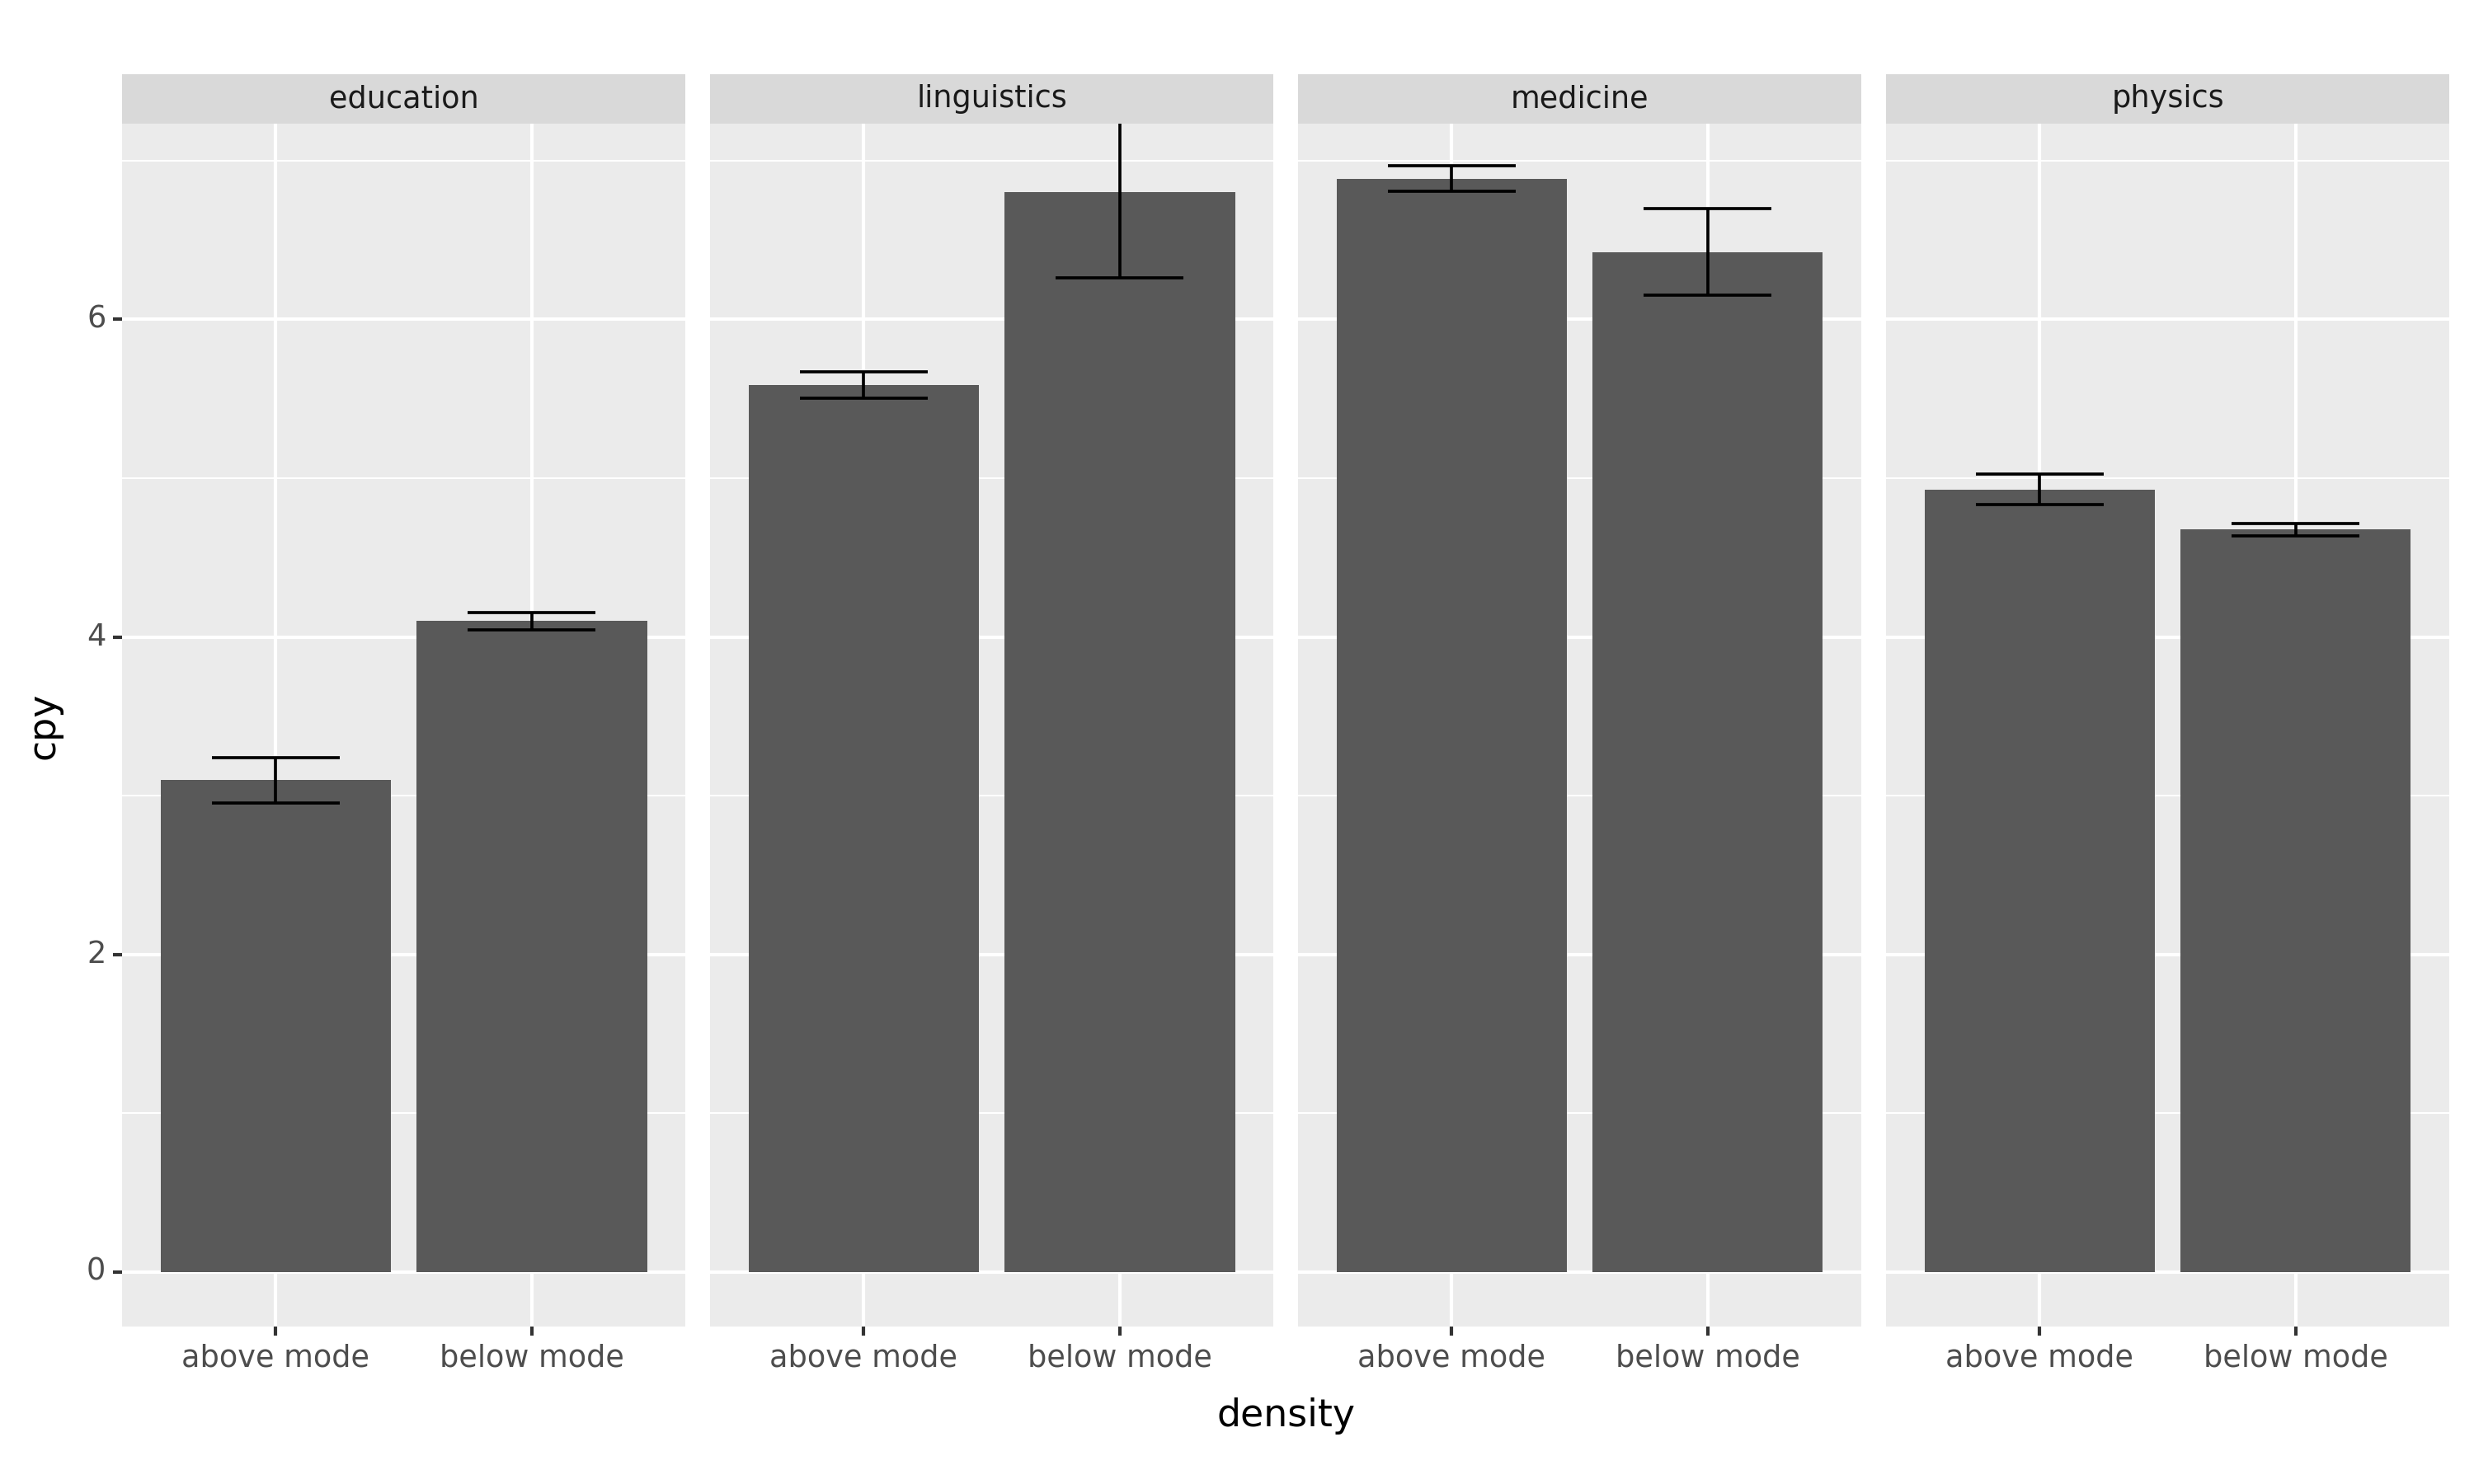 education linguistics medicine physics
6
4
2
0
cpy
above mode below mode above mode below mode above mode below mode above mode below mode
density